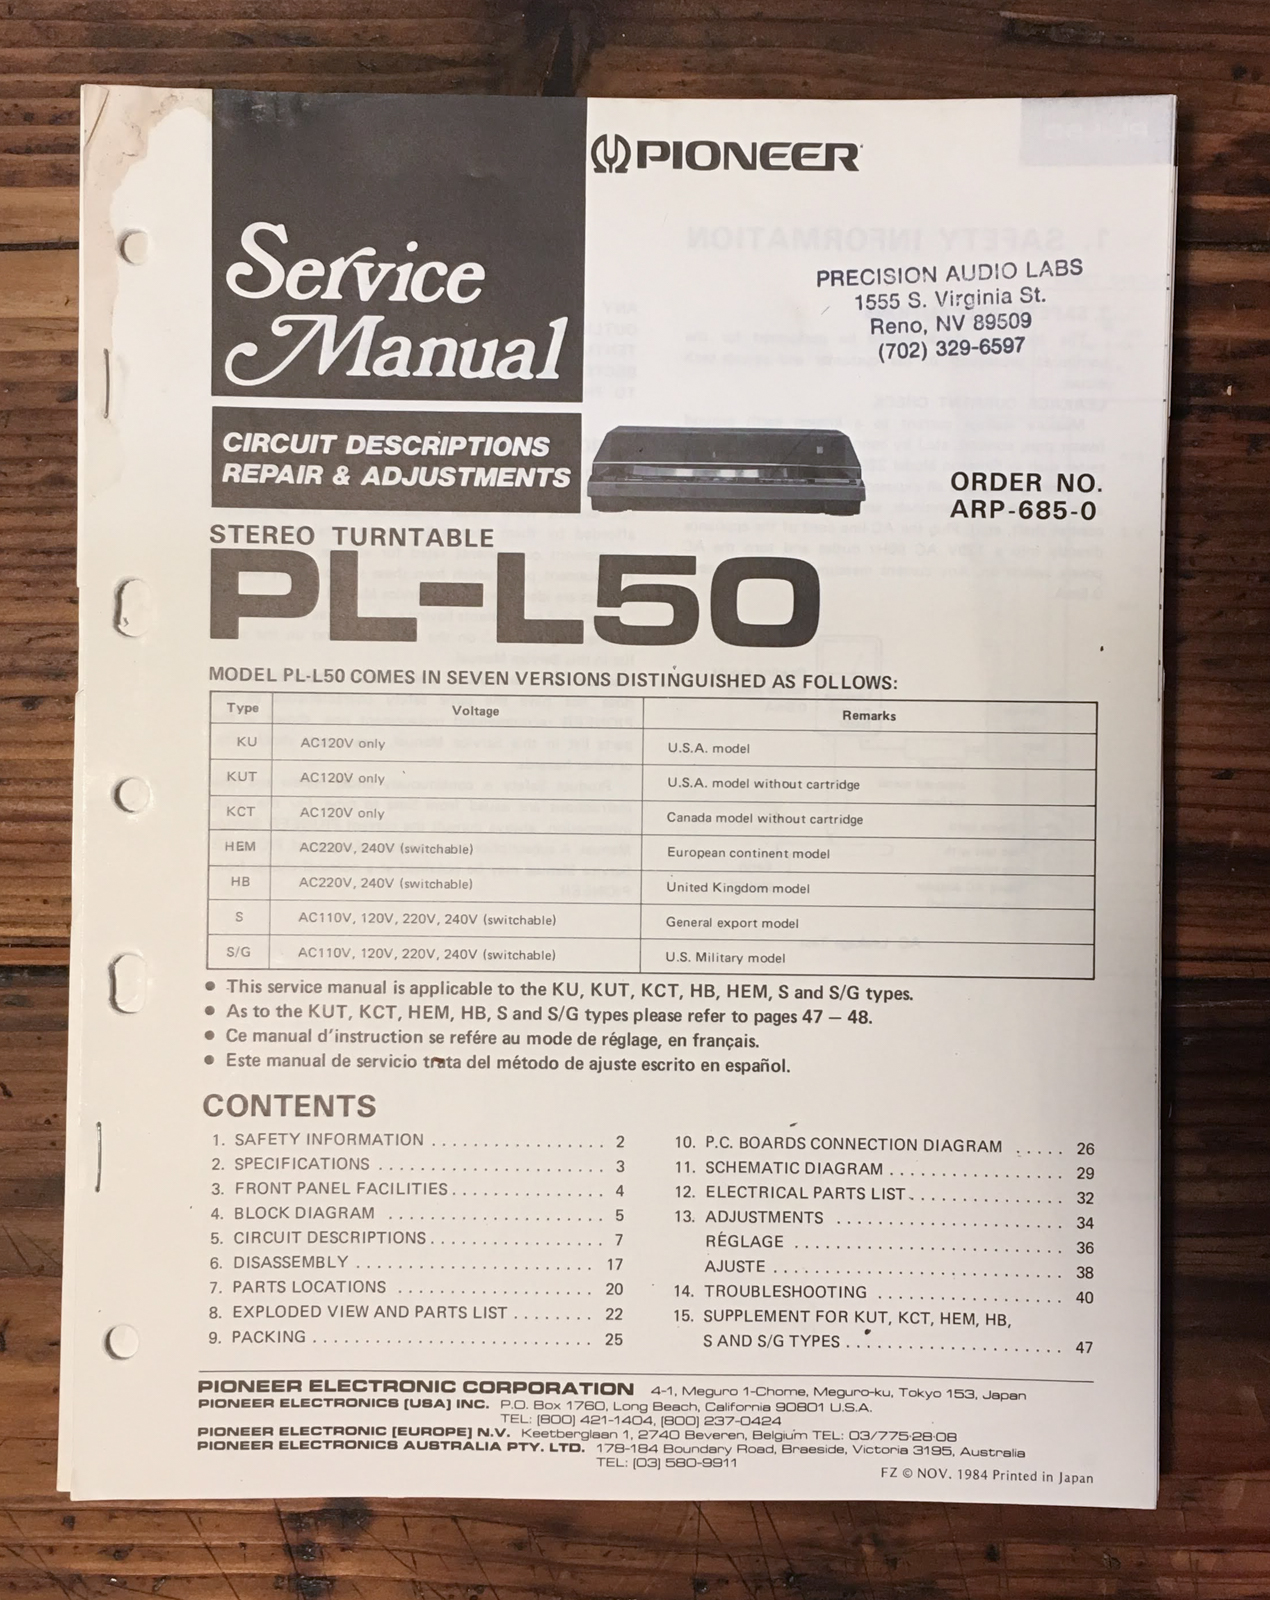 PIONEER
Service
Manual
PRECISION AUDIO LABS
1555 S. Virginia St.
Reno, NV 89509
(702) 329-6597
CIRCUIT DESCRIPTIONS
REPAIR & ADJUSTMENTS
ORDER NO.
ARP-685-0
STEREO TURNTABLE
PL-L50
MODEL PL-L50 COMES IN SEVEN VERSIONS DISTINGUISHED AS FOLLOWS:
Type Voltage Remarks
KU AC120V only U.S.A. model
KUT AC120V only U.S.A. model without cartridge
KCT AC120V only Canada model without cartridge
HEM AC220V, 240V (switchable) European continent model
HB AC220V, 240V (switchable) United Kingdom model
S AC110V, 120V, 220V, 240V (switchable) General export model
S/G AC110V, 120V, 220V, 240V (switchable) U.S. Military model
● This service manual is applicable to the KU, KUT, KCT, HB, HEM, S and S/G types.
● As to the KUT, KCT, HEM, HB, S and S/G types please refer to pages 47 – 48.
● Ce manual d'instruction se refére au mode de réglage, en français.
● Este manual de servicio trata del método de ajuste escrito en español.
CONTENTS
1. SAFETY INFORMATION ................. 2
2. SPECIFICATIONS ...................... 3
3. FRONT PANEL FACILITIES ............... 4
4. BLOCK DIAGRAM ..................... 5
5. CIRCUIT DESCRIPTIONS ................. 7
6. DISASSEMBLY ........................ 17
7. PARTS LOCATIONS .................... 20
8. EXPLODED VIEW AND PARTS LIST ........ 22
9. PACKING ............................ 25
10. P.C. BOARDS CONNECTION DIAGRAM ..... 26
11. SCHEMATIC DIAGRAM ................. 29
12. ELECTRICAL PARTS LIST ............... 32
13. ADJUSTMENTS ...................... 34
RÉGLAGE .......................... 36
AJUSTE ............................ 38
14. TROUBLESHOOTING .................. 40
15. SUPPLEMENT FOR KUT, KCT, HEM, HB,
S AND S/G TYPES ..................... 47
PIONEER ELECTRONIC CORPORATION 4-1, Meguro 1-Chome, Meguro-ku, Tokyo 153, Japan
PIONEER ELECTRONICS [USA] INC. P.O. Box 1760, Long Beach, California 90801 U.S.A.
TEL: [800] 421-1404, [800] 237-0424
PIONEER ELECTRONIC [EUROPE] N.V. Keetberglaan 1, 2740 Beveren, Belgium TEL: 03/775·28·08
PIONEER ELECTRONICS AUSTRALIA PTY. LTD. 178-184 Boundary Road, Braeside, Victoria 3195, Australia
TEL: [03] 580-9911
FZ © NOV. 1984 Printed in Japan